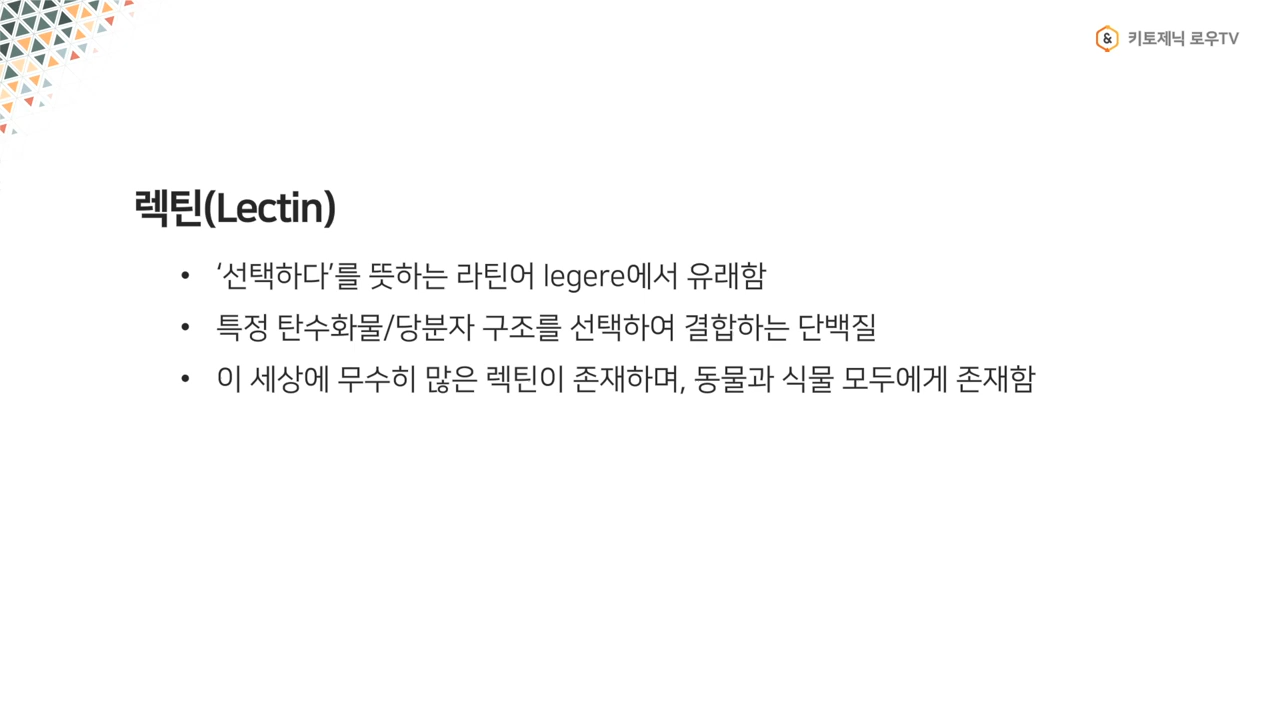 & 키토제닉 로우TV
렉틴(Lectin)
• ‘선택하다’를 뜻하는 라틴어 legere에서 유래함
• 특정 탄수화물/당분자 구조를 선택하여 결합하는 단백질
• 이 세상에 무수히 많은 렉틴이 존재하며, 동물과 식물 모두에게 존재함